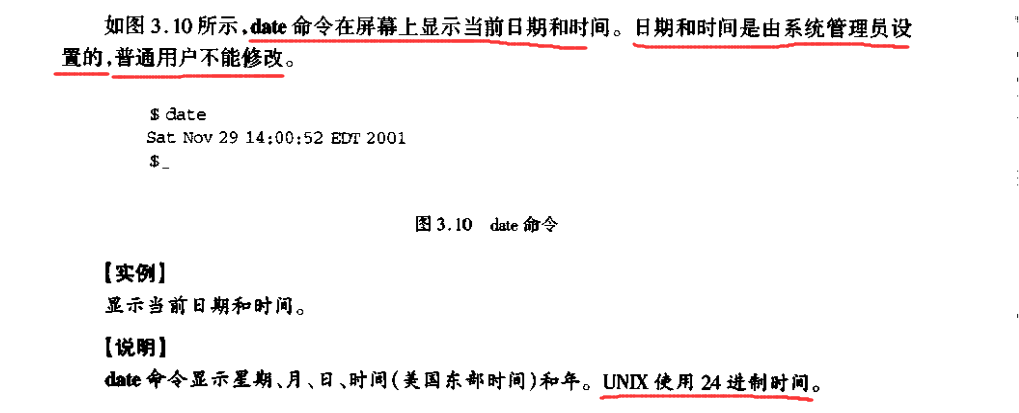 如图 3.10 所示,date 命令在屏幕上显示当前日期和时间。日期和时间是由系统管理员设
置的,普通用户不能修改。
$ date
Sat Nov 29 14:00:52 EDT 2001
$_
图 3.10 date 命令
【实例】
显示当前日期和时间。
【说明】
date 命令显示星期、月、日、时间(美国东部时间)和年。UNIX 使用 24 进制时间。